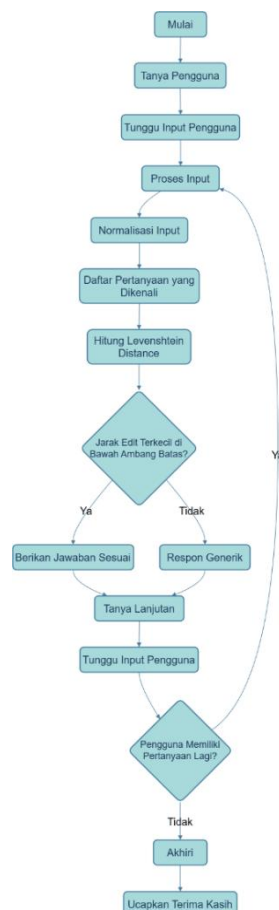 Mulai
Tanya Pengguna
Tunggu Input Pengguna
Proses Input
Normalisasi Input
Daftar Pertanyaan yang
Dikenali
Hitung Levenshtein
Distance
Jarak Edit Terkecil di
Bawah Ambang Batas?
Ya
Ya
Tidak
Berikan Jawaban Sesuai
Respon Generik
Tanya Lanjutan
Tunggu Input Pengguna
Pengguna Memiliki
Pertanyaan Lagi?
Tidak
Akhiri
Ucapkan Terima Kasih